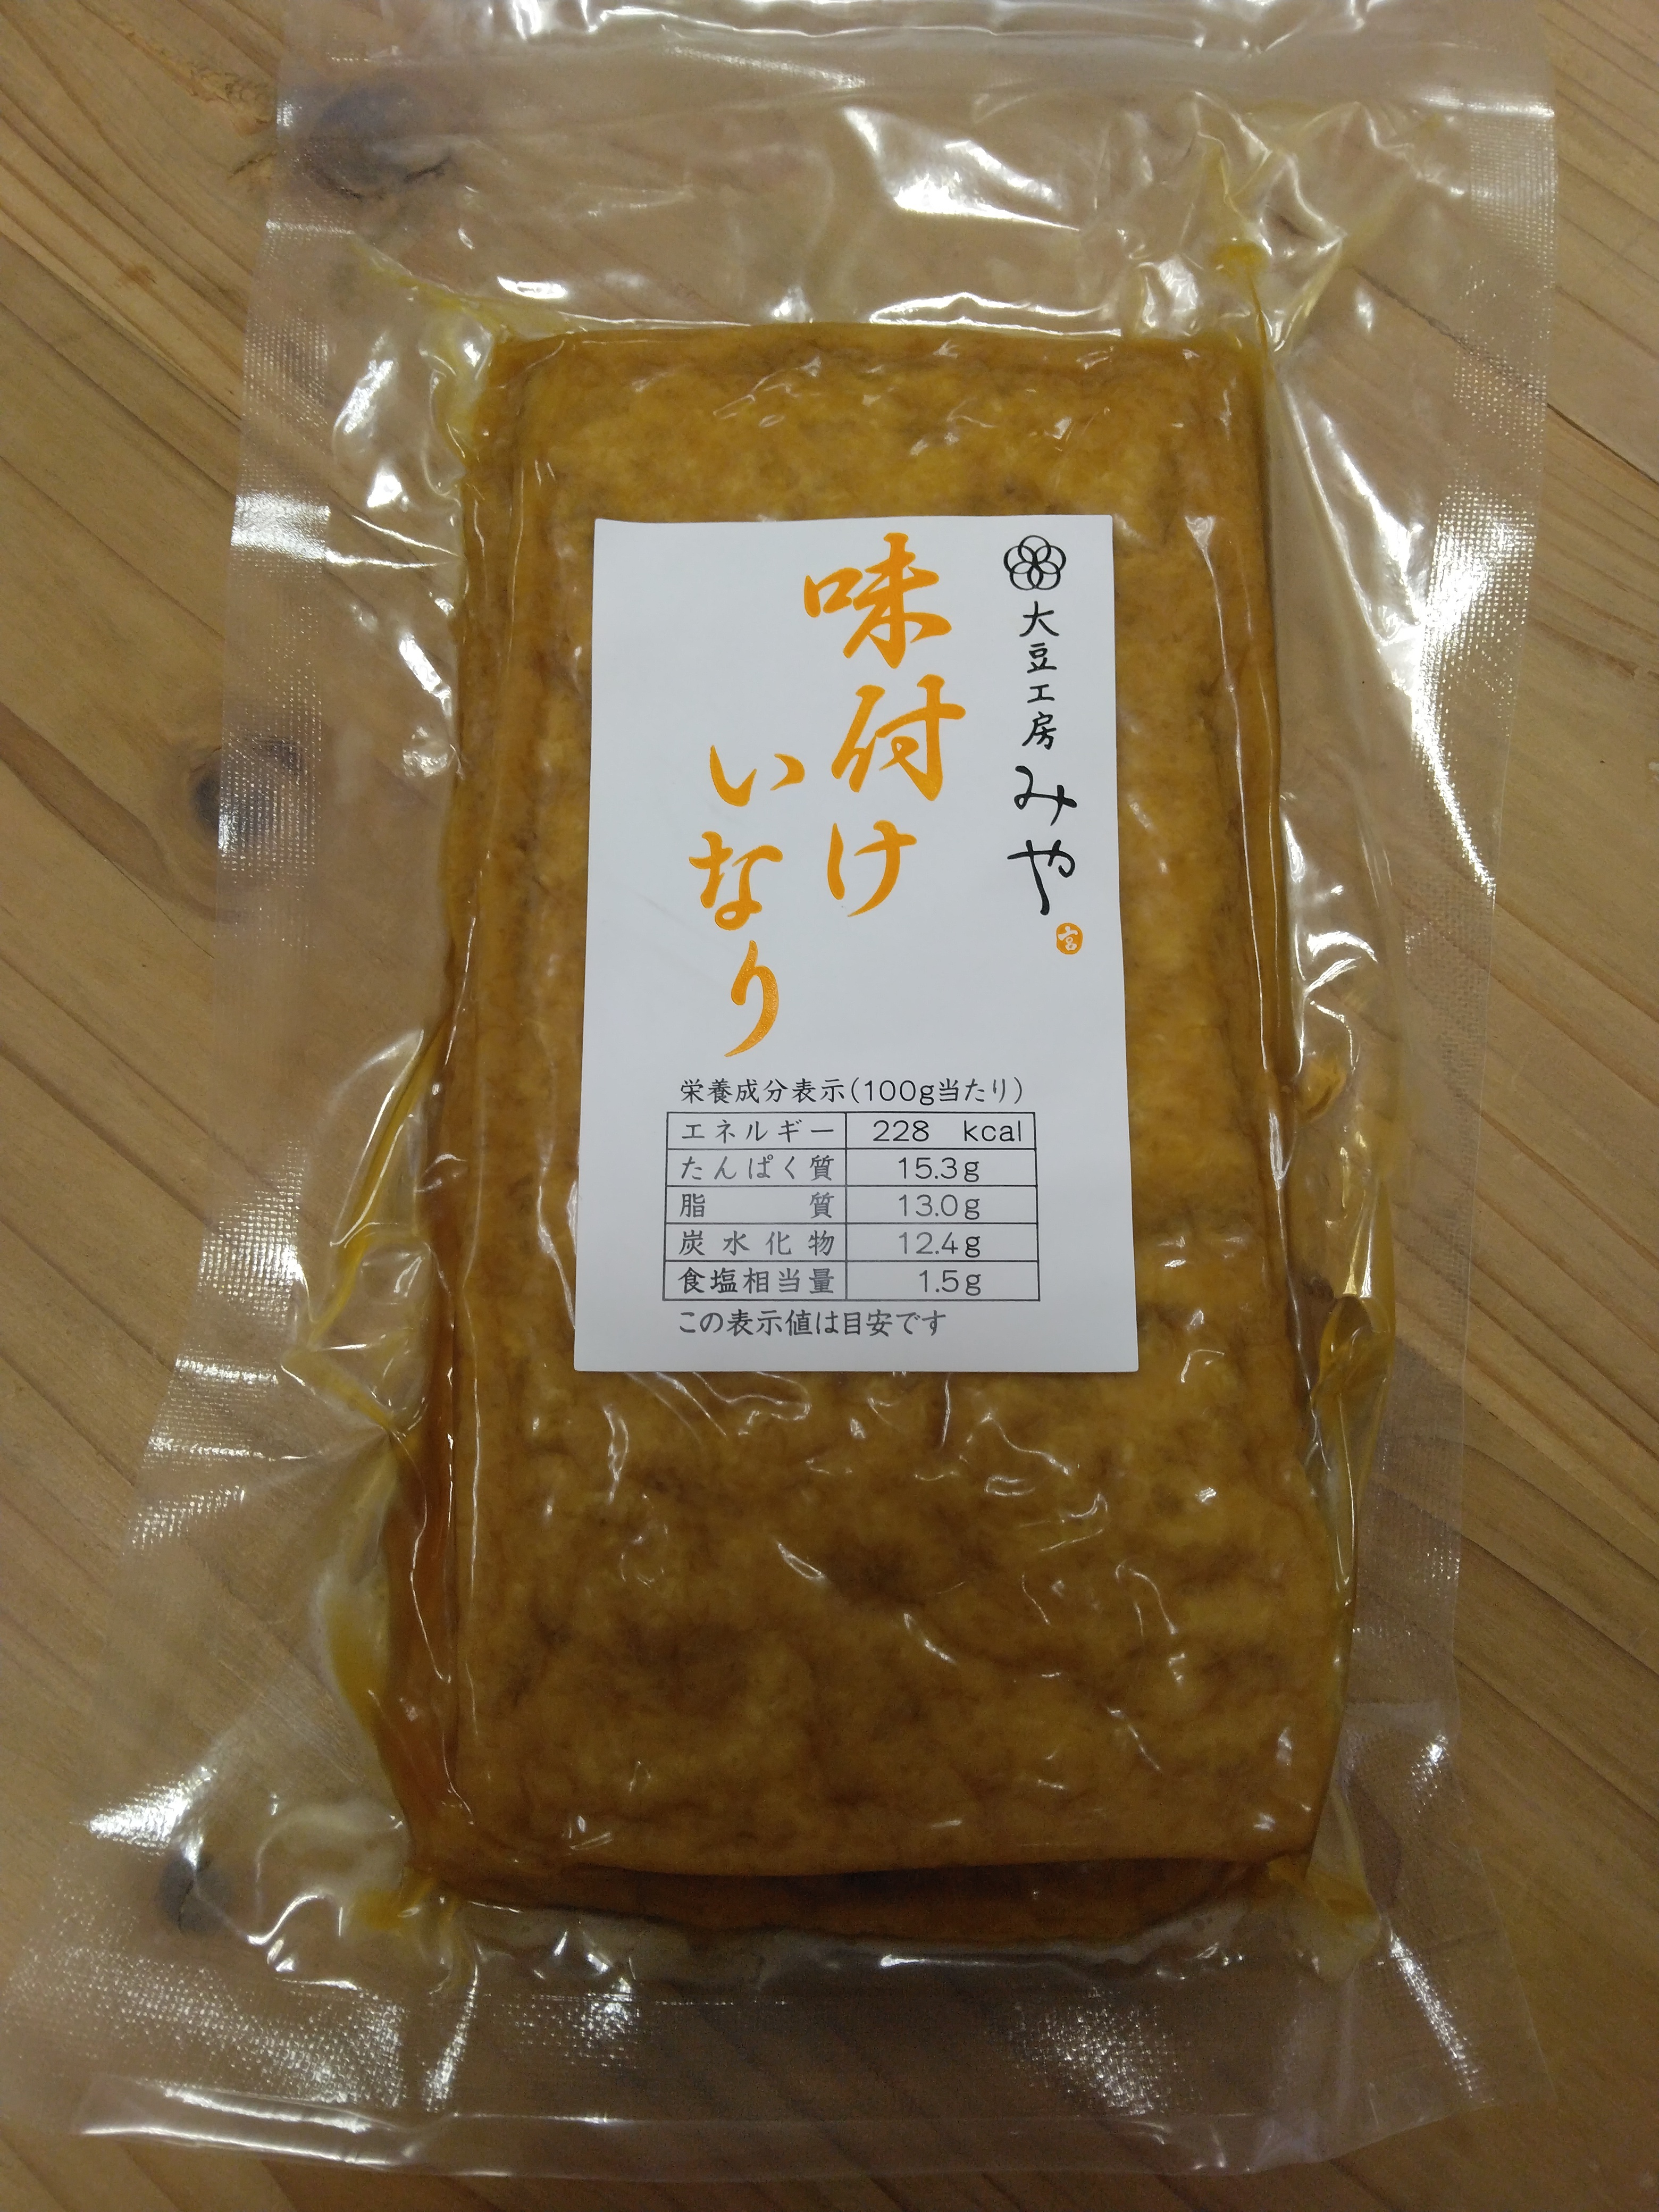 大豆工房
みや。
宮
味付け
いなり
栄養成分表示(100g当たり)
エネルギー 228 kcal
たんぱく質 15.3g
脂質 13.0g
炭水化物 12.4g
食塩相当量 1.5g
この表示値は目安です